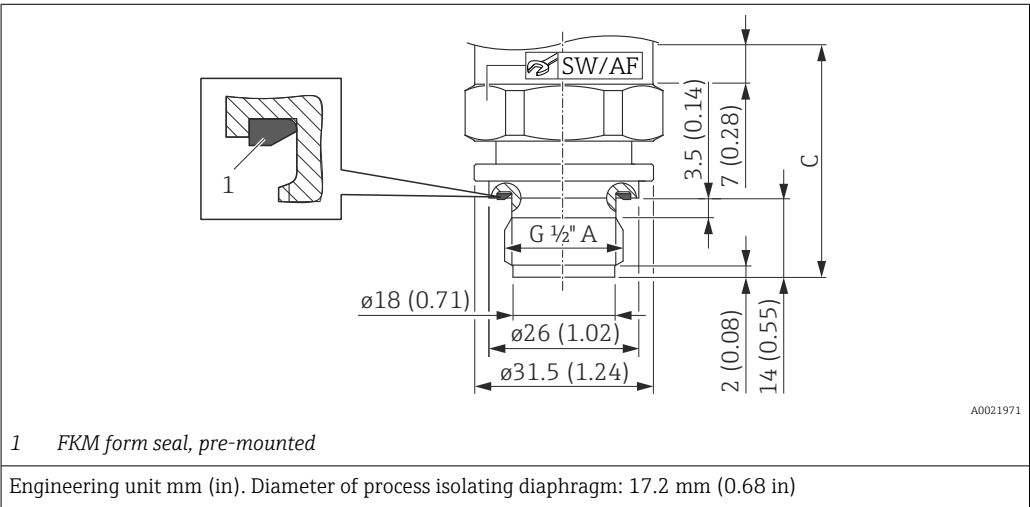 SW/AF
3.5 (0.14)
7 (0.28)
C
1
G ½" A
ø18 (0.71)
ø26 (1.02)
ø31.5 (1.24)
2 (0.08)
14 (0.55)
A0021971
1 FKM form seal, pre-mounted
Engineering unit mm (in). Diameter of process isolating diaphragm: 17.2 mm (0.68 in)